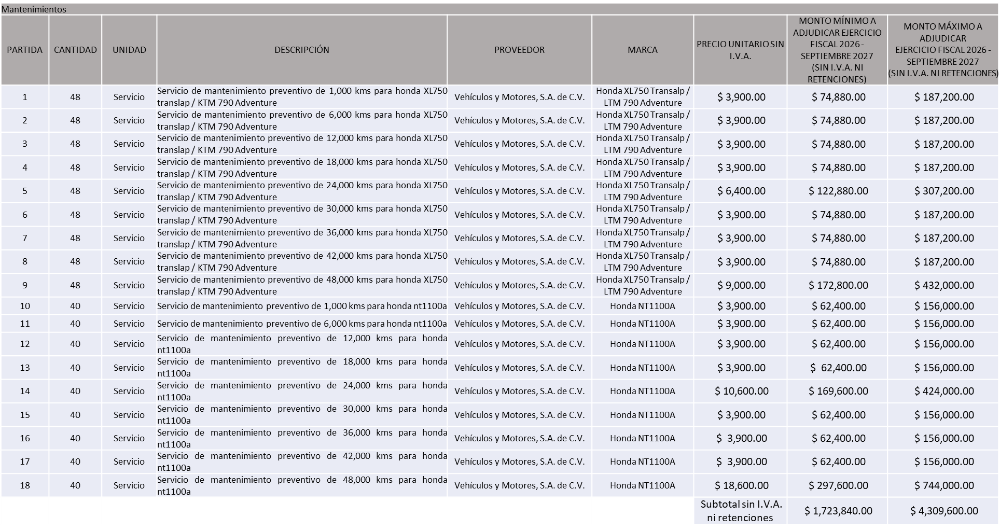 Mantenimientos
PARTIDA CANTIDAD UNIDAD DESCRIPCIÓN PROVEEDOR MARCA PRECIO UNITARIO SIN I.V.A. MONTO MÍNIMO A ADJUDICAR EJERCICIO FISCAL 2026 - SEPTIEMBRE 2027 (SIN I.V.A. NI RETENCIONES) MONTO MÁXIMO A ADJUDICAR EJERCICIO FISCAL 2026 - SEPTIEMBRE 2027 (SIN I.V.A. NI RETENCIONES)
1 48 Servicio Servicio de mantenimiento preventivo de 1,000 kms para honda XL750 translap / KTM 790 Adventure Vehículos y Motores, S.A. de C.V. Honda XL750 Transalp / LTM 790 Adventure $ 3,900.00 $ 74,880.00 $ 187,200.00
2 48 Servicio Servicio de mantenimiento preventivo de 6,000 kms para honda XL750 translap / KTM 790 Adventure Vehículos y Motores, S.A. de C.V. Honda XL750 Transalp / LTM 790 Adventure $ 3,900.00 $ 74,880.00 $ 187,200.00
3 48 Servicio Servicio de mantenimiento preventivo de 12,000 kms para honda XL750 translap / KTM 790 Adventure Vehículos y Motores, S.A. de C.V. Honda XL750 Transalp / LTM 790 Adventure $ 3,900.00 $ 74,880.00 $ 187,200.00
4 48 Servicio Servicio de mantenimiento preventivo de 18,000 kms para honda XL750 translap / KTM 790 Adventure Vehículos y Motores, S.A. de C.V. Honda XL750 Transalp / LTM 790 Adventure $ 3,900.00 $ 74,880.00 $ 187,200.00
5 48 Servicio Servicio de mantenimiento preventivo de 24,000 kms para honda XL750 translap / KTM 790 Adventure Vehículos y Motores, S.A. de C.V. Honda XL750 Transalp / LTM 790 Adventure $ 6,400.00 $ 122,880.00 $ 307,200.00
6 48 Servicio Servicio de mantenimiento preventivo de 30,000 kms para honda XL750 translap / KTM 790 Adventure Vehículos y Motores, S.A. de C.V. Honda XL750 Transalp / LTM 790 Adventure $ 3,900.00 $ 74,880.00 $ 187,200.00
7 48 Servicio Servicio de mantenimiento preventivo de 36,000 kms para honda XL750 translap / KTM 790 Adventure Vehículos y Motores, S.A. de C.V. Honda XL750 Transalp / LTM 790 Adventure $ 3,900.00 $ 74,880.00 $ 187,200.00
8 48 Servicio Servicio de mantenimiento preventivo de 42,000 kms para honda XL750 translap / KTM 790 Adventure Vehículos y Motores, S.A. de C.V. Honda XL750 Transalp / LTM 790 Adventure $ 3,900.00 $ 74,880.00 $ 187,200.00
9 48 Servicio Servicio de mantenimiento preventivo de 48,000 kms para honda XL750 translap / KTM 790 Adventure Vehículos y Motores, S.A. de C.V. Honda XL750 Transalp / LTM 790 Adventure $ 9,000.00 $ 172,800.00 $ 432,000.00
10 40 Servicio Servicio de mantenimiento preventivo de 1,000 kms para honda nt1100a Vehículos y Motores, S.A. de C.V. Honda NT1100A $ 3,900.00 $ 62,400.00 $ 156,000.00
11 40 Servicio Servicio de mantenimiento preventivo de 6,000 kms para honda nt1100a Vehículos y Motores, S.A. de C.V. Honda NT1100A $ 3,900.00 $ 62,400.00 $ 156,000.00
12 40 Servicio Servicio de mantenimiento preventivo de 12,000 kms para honda nt1100a Vehículos y Motores, S.A. de C.V. Honda NT1100A $ 3,900.00 $ 62,400.00 $ 156,000.00
13 40 Servicio Servicio de mantenimiento preventivo de 18,000 kms para honda nt1100a Vehículos y Motores, S.A. de C.V. Honda NT1100A $ 3,900.00 $ 62,400.00 $ 156,000.00
14 40 Servicio Servicio de mantenimiento preventivo de 24,000 kms para honda nt1100a Vehículos y Motores, S.A. de C.V. Honda NT1100A $ 10,600.00 $ 169,600.00 $ 424,000.00
15 40 Servicio Servicio de mantenimiento preventivo de 30,000 kms para honda nt1100a Vehículos y Motores, S.A. de C.V. Honda NT1100A $ 3,900.00 $ 62,400.00 $ 156,000.00
16 40 Servicio Servicio de mantenimiento preventivo de 36,000 kms para honda nt1100a Vehículos y Motores, S.A. de C.V. Honda NT1100A $ 3,900.00 $ 62,400.00 $ 156,000.00
17 40 Servicio Servicio de mantenimiento preventivo de 42,000 kms para honda nt1100a Vehículos y Motores, S.A. de C.V. Honda NT1100A $ 3,900.00 $ 62,400.00 $ 156,000.00
18 40 Servicio Servicio de mantenimiento preventivo de 48,000 kms para honda nt1100a Vehículos y Motores, S.A. de C.V. Honda NT1100A $ 18,600.00 $ 297,600.00 $ 744,000.00
Subtotal sin I.V.A. ni retenciones $ 1,723,840.00 $ 4,309,600.00